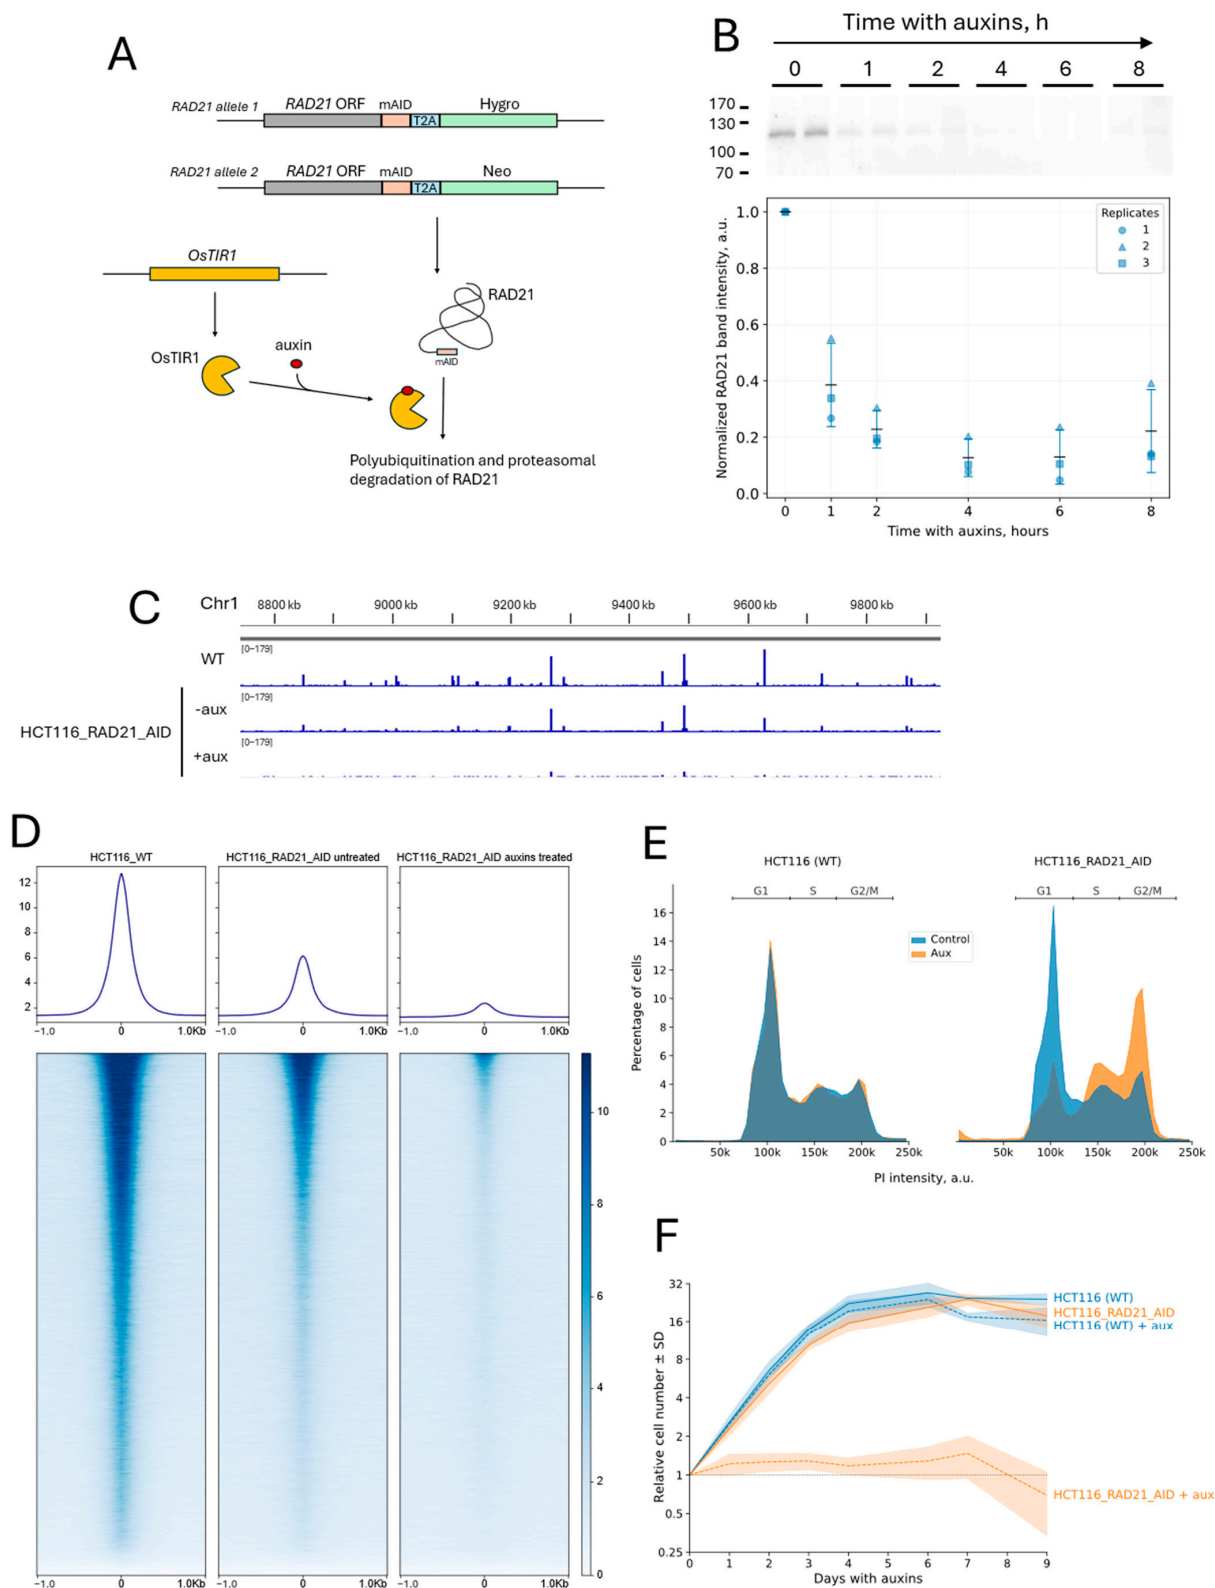 A
RAD21 allele 1
RAD21 ORF
mAID
T2A
Hygro
RAD21 allele 2
RAD21 ORF
mAID
T2A
Neo
OsTIR1
OsTIR1
auxin
RAD21
mAID
Polyubiquitination and proteasomal
degradation of RAD21
B
Time with auxins, h
0 1 2 4 6 8
170
130
100
70
Normalized RAD21 band intensity, a.u.
1.0
0.8
0.6
0.4
0.2
0.0
Replicates
1
2
3
0 1 2 4 6 8
Time with auxins, hours
C
Chr1
8800 kb 9000 kb 9200 kb 9400 kb 9600 kb 9800 kb
WT
[0-179]
HCT116_RAD21_AID
-aux
[0-179]
+aux
[0-179]
D
HCT116_WT
HCT116_RAD21_AID untreated
HCT116_RAD21_AID auxins treated
12
10
8
6
4
2
−1.0 0 1.0Kb
−1.0 0 1.0Kb
−1.0 0 1.0Kb
10
8
6
4
2
0
−1.0 0 1.0Kb
−1.0 0 1.0Kb
−1.0 0 1.0Kb
E
HCT116 (WT)
HCT116_RAD21_AID
G1 S G2/M
G1 S G2/M
Control
Aux
Percentage of cells
16
14
12
10
8
6
4
2
0
50k 100k 150k 200k 250k
50k 100k 150k 200k 250k
PI intensity, a.u.
F
Relative cell number ± SD
32
16
8
4
2
1
0.5
0.25
HCT116 (WT)
HCT116_RAD21_AID
HCT116 (WT) + aux
HCT116_RAD21_AID + aux
0 1 2 3 4 5 6 7 8 9
Days with auxins